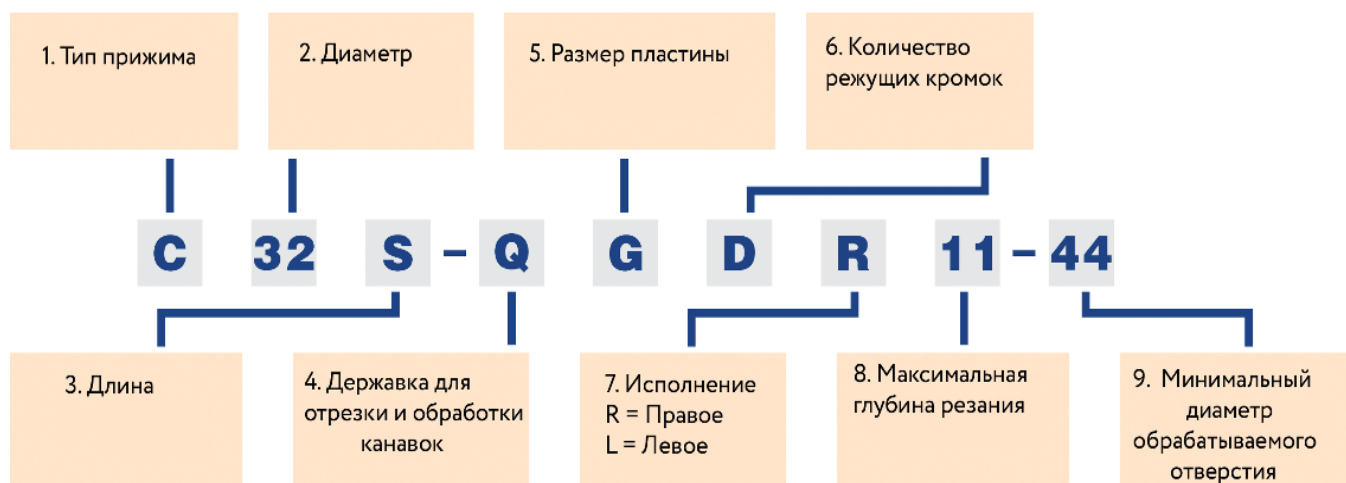 1. Тип прижима
2. Диаметр
5. Размер пластины
6. Количество
режущих кромок
C 32 S – Q G D R 11 – 44
3. Длина
4. Державка для
отрезки и обработки
канавок
7. Исполнение
R = Правое
L = Левое
8. Максимальная
глубина резания
9. Минимальный
диаметр
обрабатываемого
отверстия